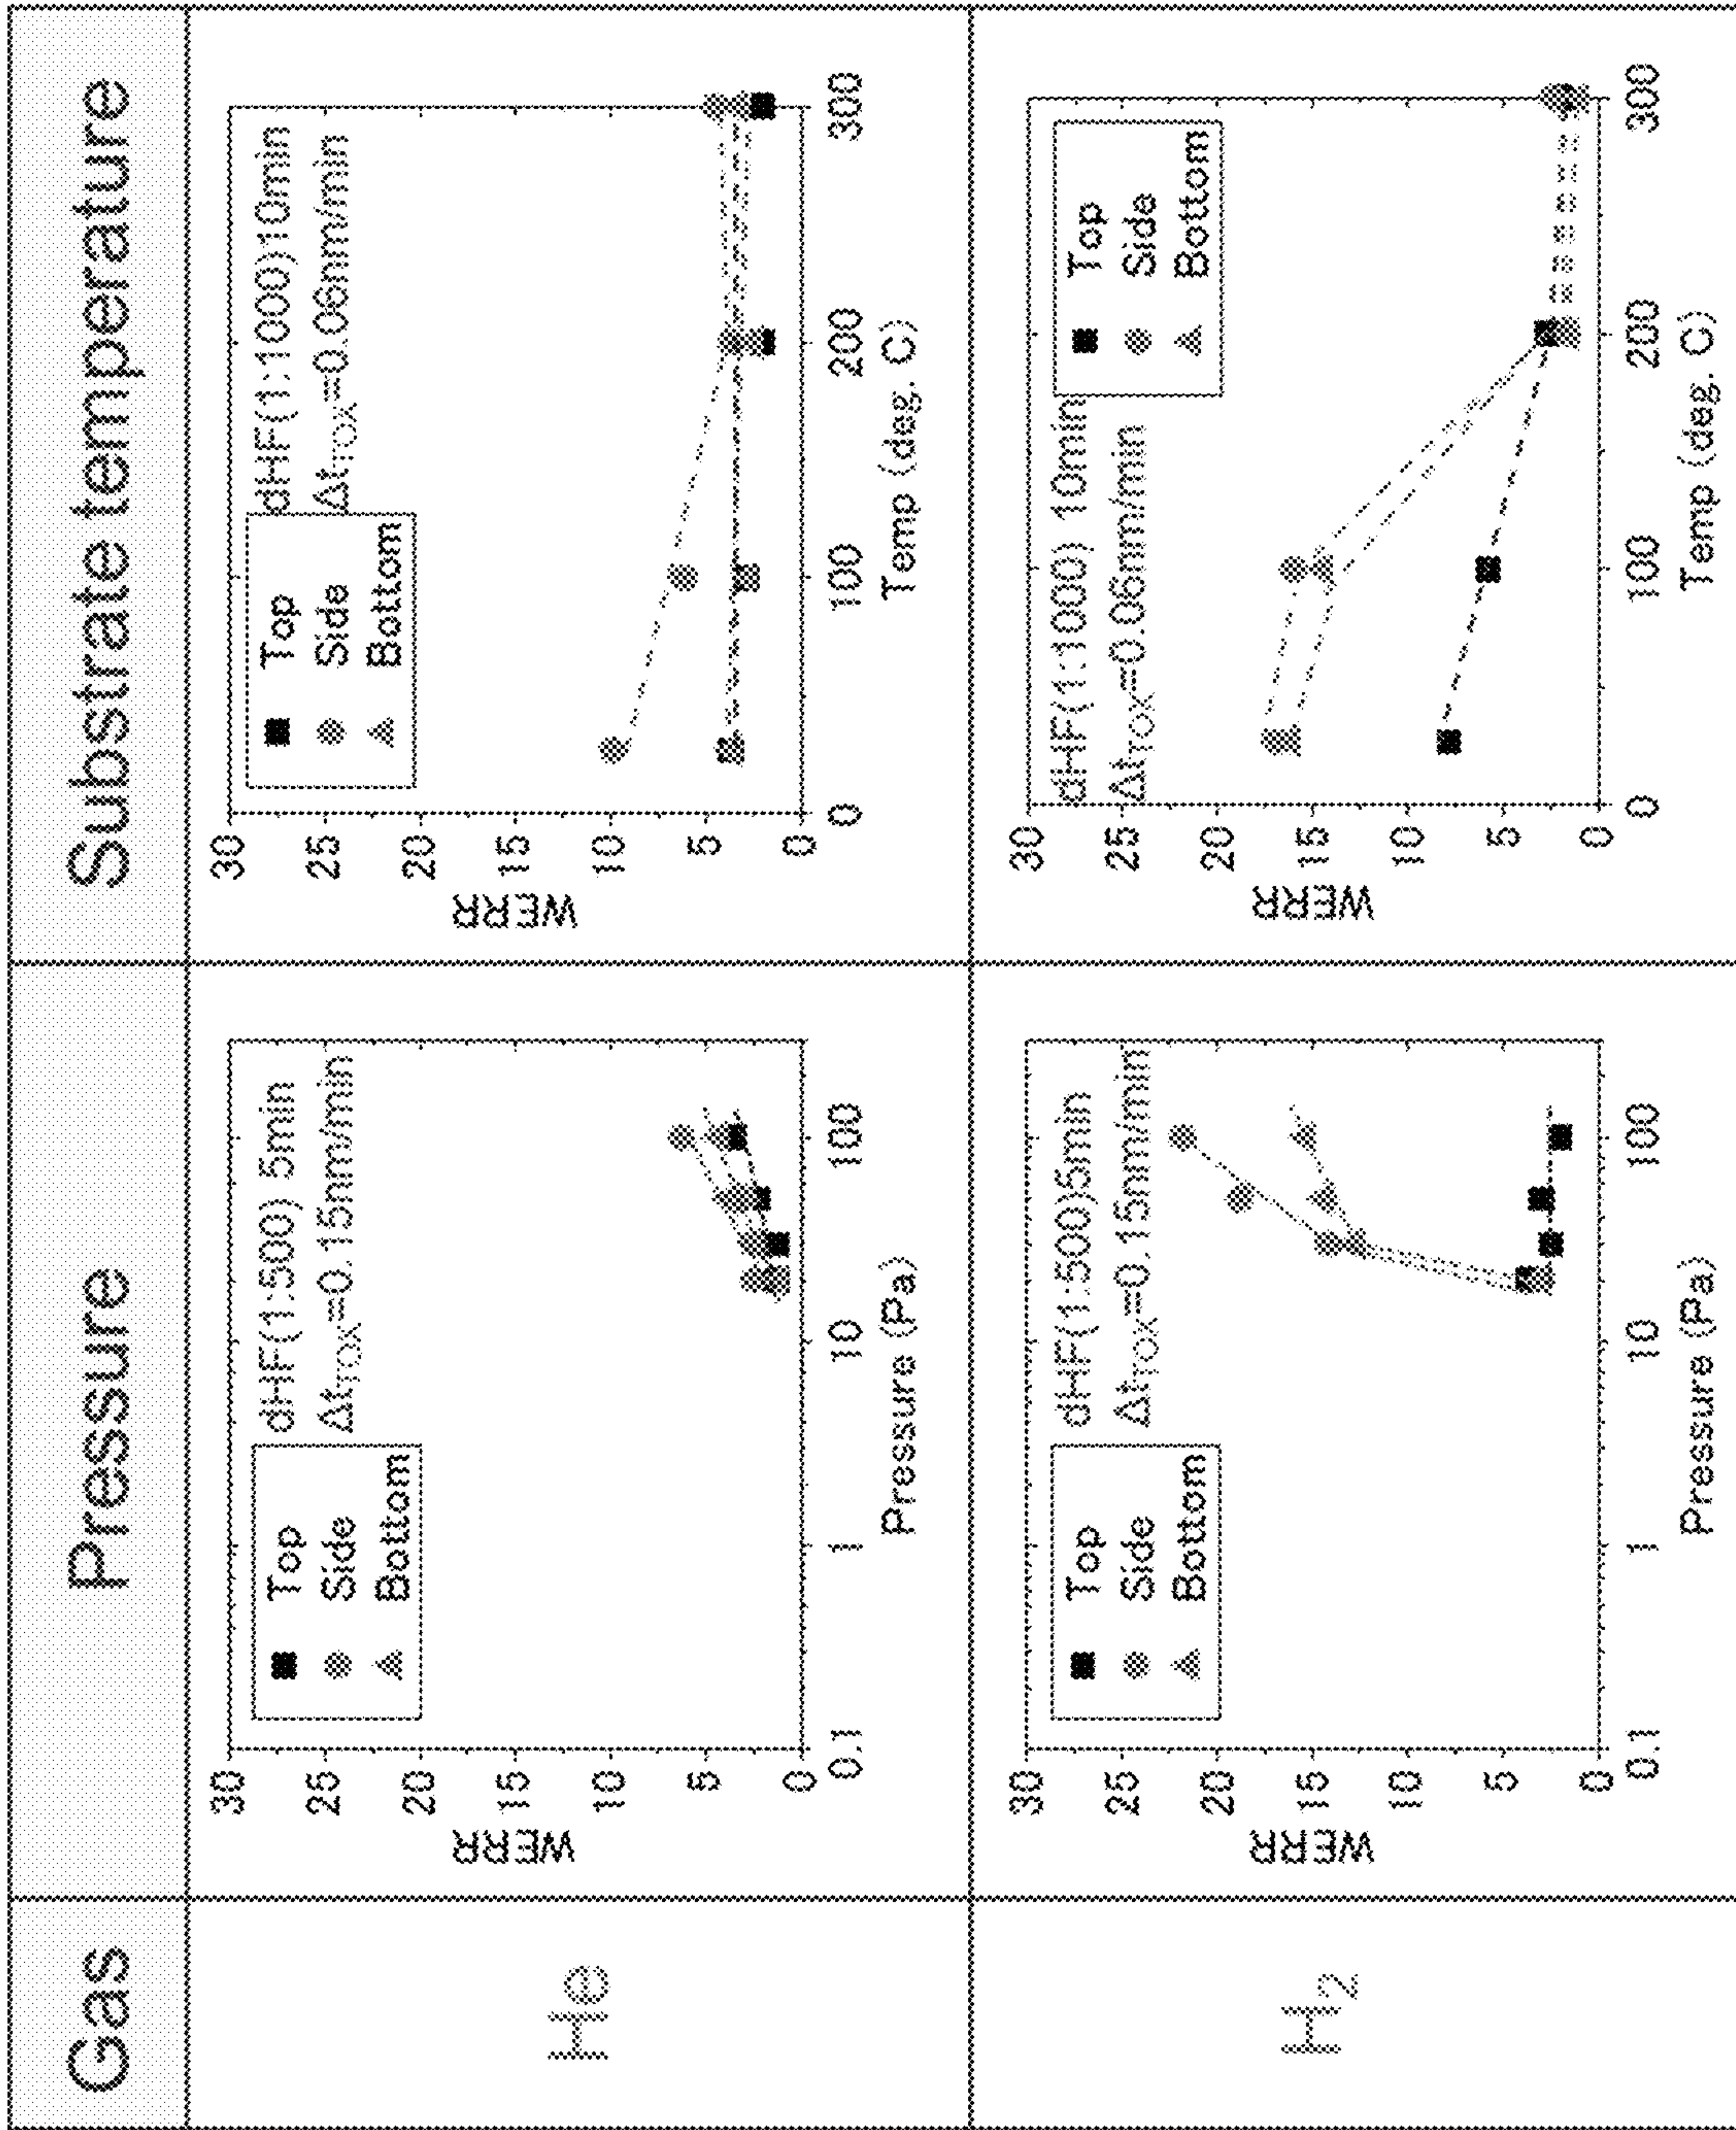 Gas
Pressure
Substrate temperature
He
WERR
30
25
20
15
10
5
0
0.1
1
10
100
Pressure (Pa)
Top
Side
Bottom
dHF(1:500) 5min
Δt_TOX=0.15nm/min
WERR
30
25
20
15
10
5
0
0
100
200
300
Temp (deg. C)
Top
Side
Bottom
dHF(1:1000)10min
Δt_TOX=0.06nm/min
H₂
WERR
30
25
20
15
10
5
0
0.1
1
10
100
Pressure (Pa)
Top
Side
Bottom
dHF(1:500)5min
Δt_TOX=0.15nm/min
WERR
30
25
20
15
10
5
0
0
100
200
300
Temp (deg. C)
dHF(1:1000) 10min
Δt_TOX=0.06nm/min
Top
Side
Bottom